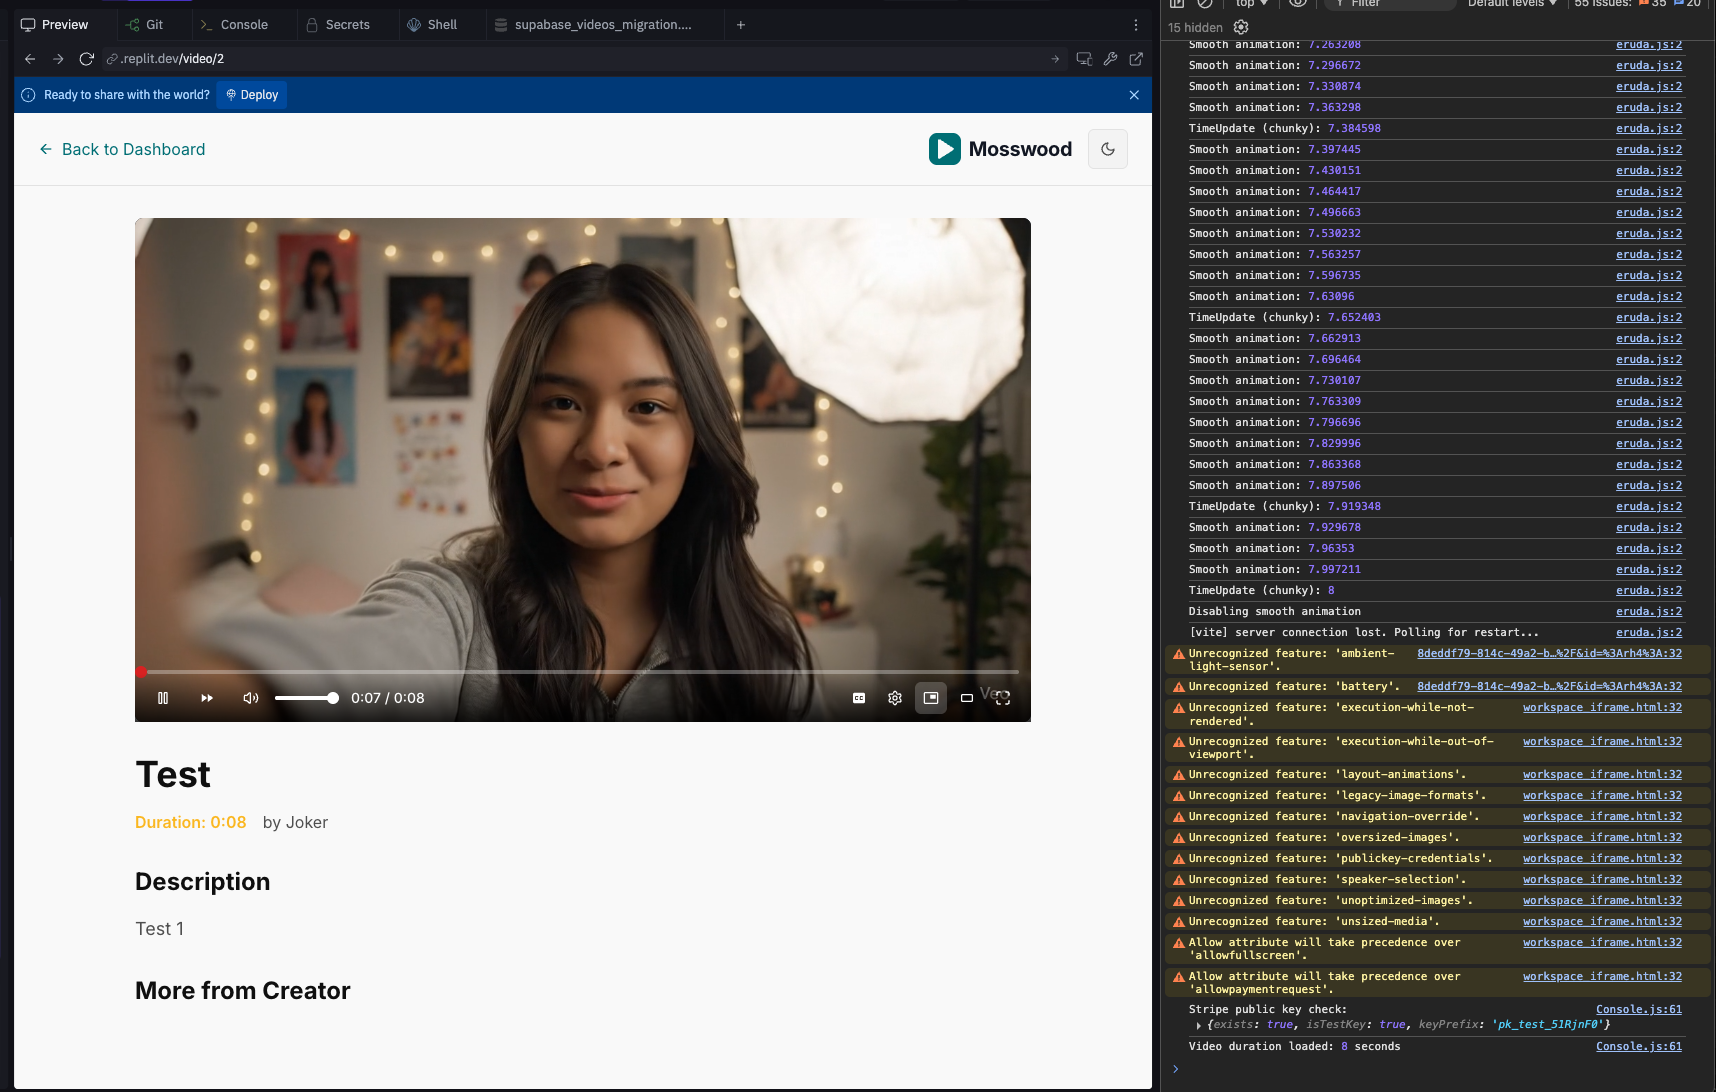 Preview
Git
Console
Secrets
Shell
supabase_videos_migration....
.replit.dev/video/2
Ready to share with the world?
Deploy
Back to Dashboard
Mosswood
0:07 / 0:08
CC
Veo
Test
Duration: 0:08 by Joker
Description
Test 1
More from Creator
top
Filter
Default levels
55 Issues: 35 20
15 hidden
Smooth animation: 7.263208 eruda.js:2
Smooth animation: 7.296672 eruda.js:2
Smooth animation: 7.330874 eruda.js:2
Smooth animation: 7.363298 eruda.js:2
TimeUpdate (chunky): 7.384598 eruda.js:2
Smooth animation: 7.397445 eruda.js:2
Smooth animation: 7.430151 eruda.js:2
Smooth animation: 7.464417 eruda.js:2
Smooth animation: 7.496663 eruda.js:2
Smooth animation: 7.530232 eruda.js:2
Smooth animation: 7.563257 eruda.js:2
Smooth animation: 7.596735 eruda.js:2
Smooth animation: 7.63096 eruda.js:2
TimeUpdate (chunky): 7.652403 eruda.js:2
Smooth animation: 7.662913 eruda.js:2
Smooth animation: 7.696464 eruda.js:2
Smooth animation: 7.730107 eruda.js:2
Smooth animation: 7.763309 eruda.js:2
Smooth animation: 7.796696 eruda.js:2
Smooth animation: 7.829996 eruda.js:2
Smooth animation: 7.863368 eruda.js:2
Smooth animation: 7.897506 eruda.js:2
TimeUpdate (chunky): 7.919348 eruda.js:2
Smooth animation: 7.929678 eruda.js:2
Smooth animation: 7.96353 eruda.js:2
Smooth animation: 7.997211 eruda.js:2
TimeUpdate (chunky): 8 eruda.js:2
Disabling smooth animation eruda.js:2
[vite] server connection lost. Polling for restart... eruda.js:2
Unrecognized feature: 'ambient- 8deddf79-814c-49a2-b…%2F&id=%3Arh4%3A:32
light-sensor'.
Unrecognized feature: 'battery'. 8deddf79-814c-49a2-b…%2F&id=%3Arh4%3A:32
Unrecognized feature: 'execution-while-not- workspace_iframe.html:32
rendered'.
Unrecognized feature: 'execution-while-out-of- workspace_iframe.html:32
viewport'.
Unrecognized feature: 'layout-animations'. workspace_iframe.html:32
Unrecognized feature: 'legacy-image-formats'. workspace_iframe.html:32
Unrecognized feature: 'navigation-override'. workspace_iframe.html:32
Unrecognized feature: 'oversized-images'. workspace_iframe.html:32
Unrecognized feature: 'publickey-credentials'. workspace_iframe.html:32
Unrecognized feature: 'speaker-selection'. workspace_iframe.html:32
Unrecognized feature: 'unoptimized-images'. workspace_iframe.html:32
Unrecognized feature: 'unsized-media'. workspace_iframe.html:32
Allow attribute will take precedence over workspace_iframe.html:32
'allowfullscreen'.
Allow attribute will take precedence over workspace_iframe.html:32
'allowpaymentrequest'.
Stripe public key check: Console.js:61
{exists: true, isTestKey: true, keyPrefix: 'pk_test_51RjnF0'}
Video duration loaded: 8 seconds Console.js:61